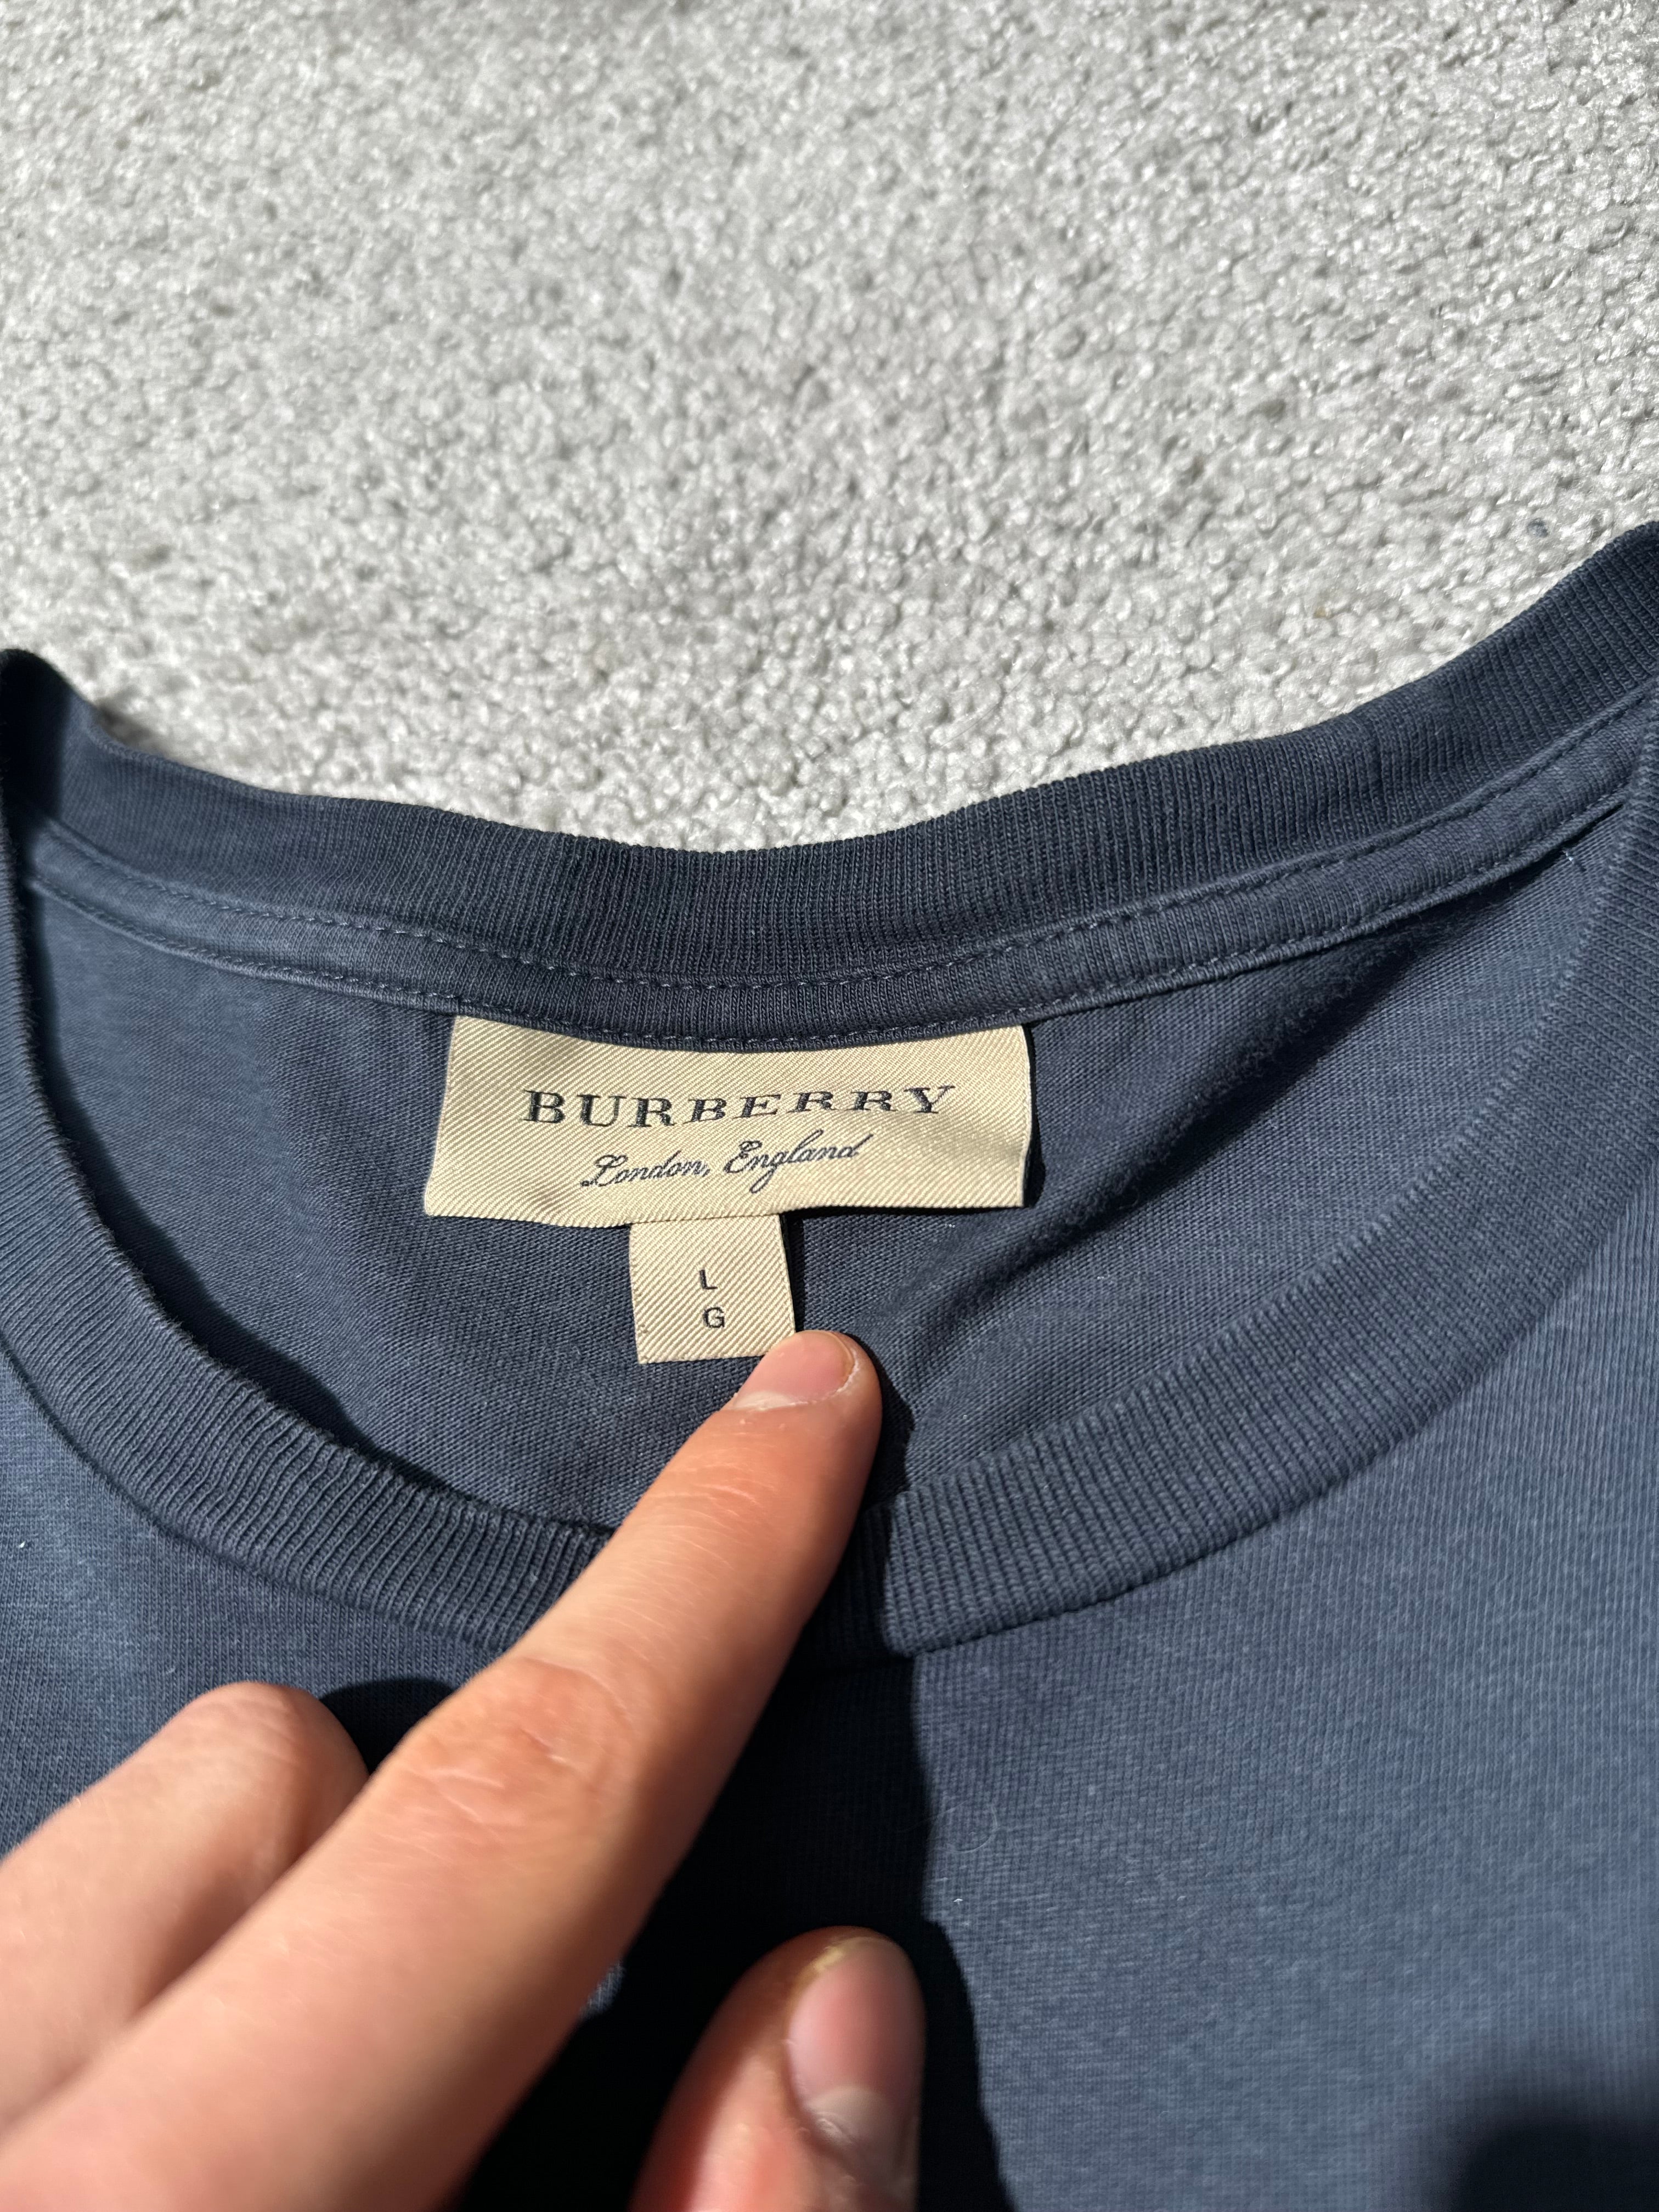 BURBERRY
London, England
L
G